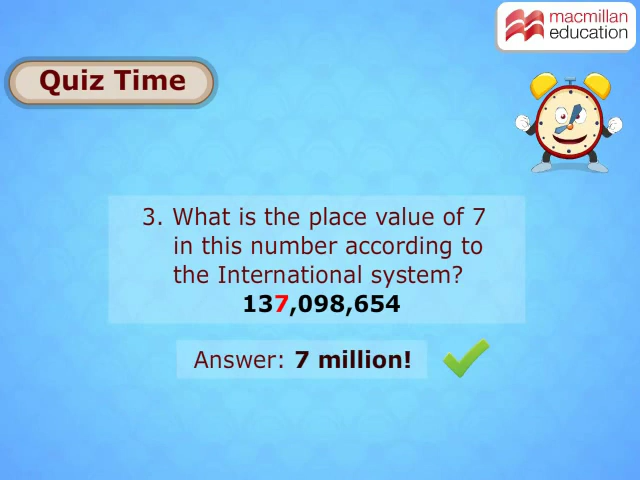 macmillan
education
Quiz Time
3. What is the place value of 7
in this number according to
the International system?
137,098,654
Answer: 7 million!